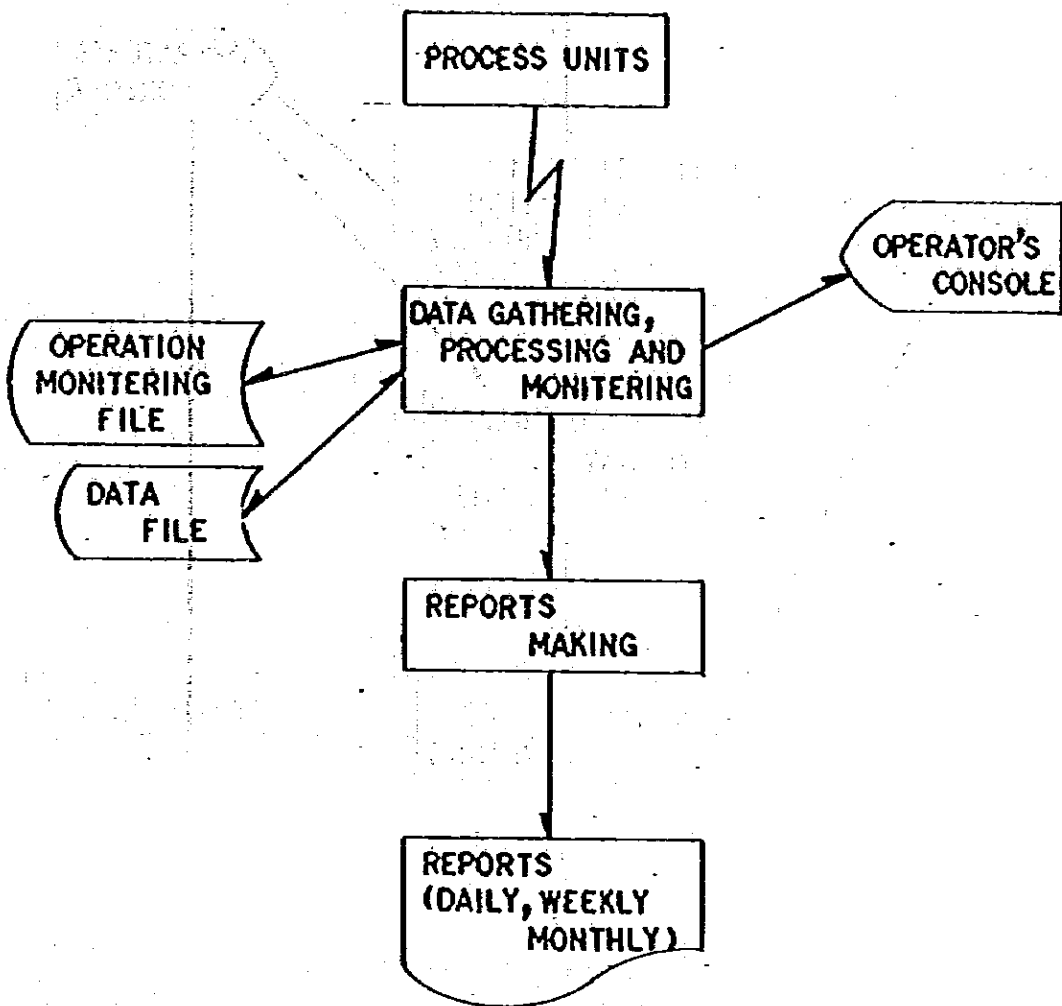 PROCESS UNITS
OPERATOR'S
CONSOLE
DATA GATHERING,
PROCESSING AND
MONITERING
OPERATION
MONITERING
FILE
DATA
FILE
REPORTS
MAKING
REPORTS
(DAILY, WEEKLY
MONTHLY)